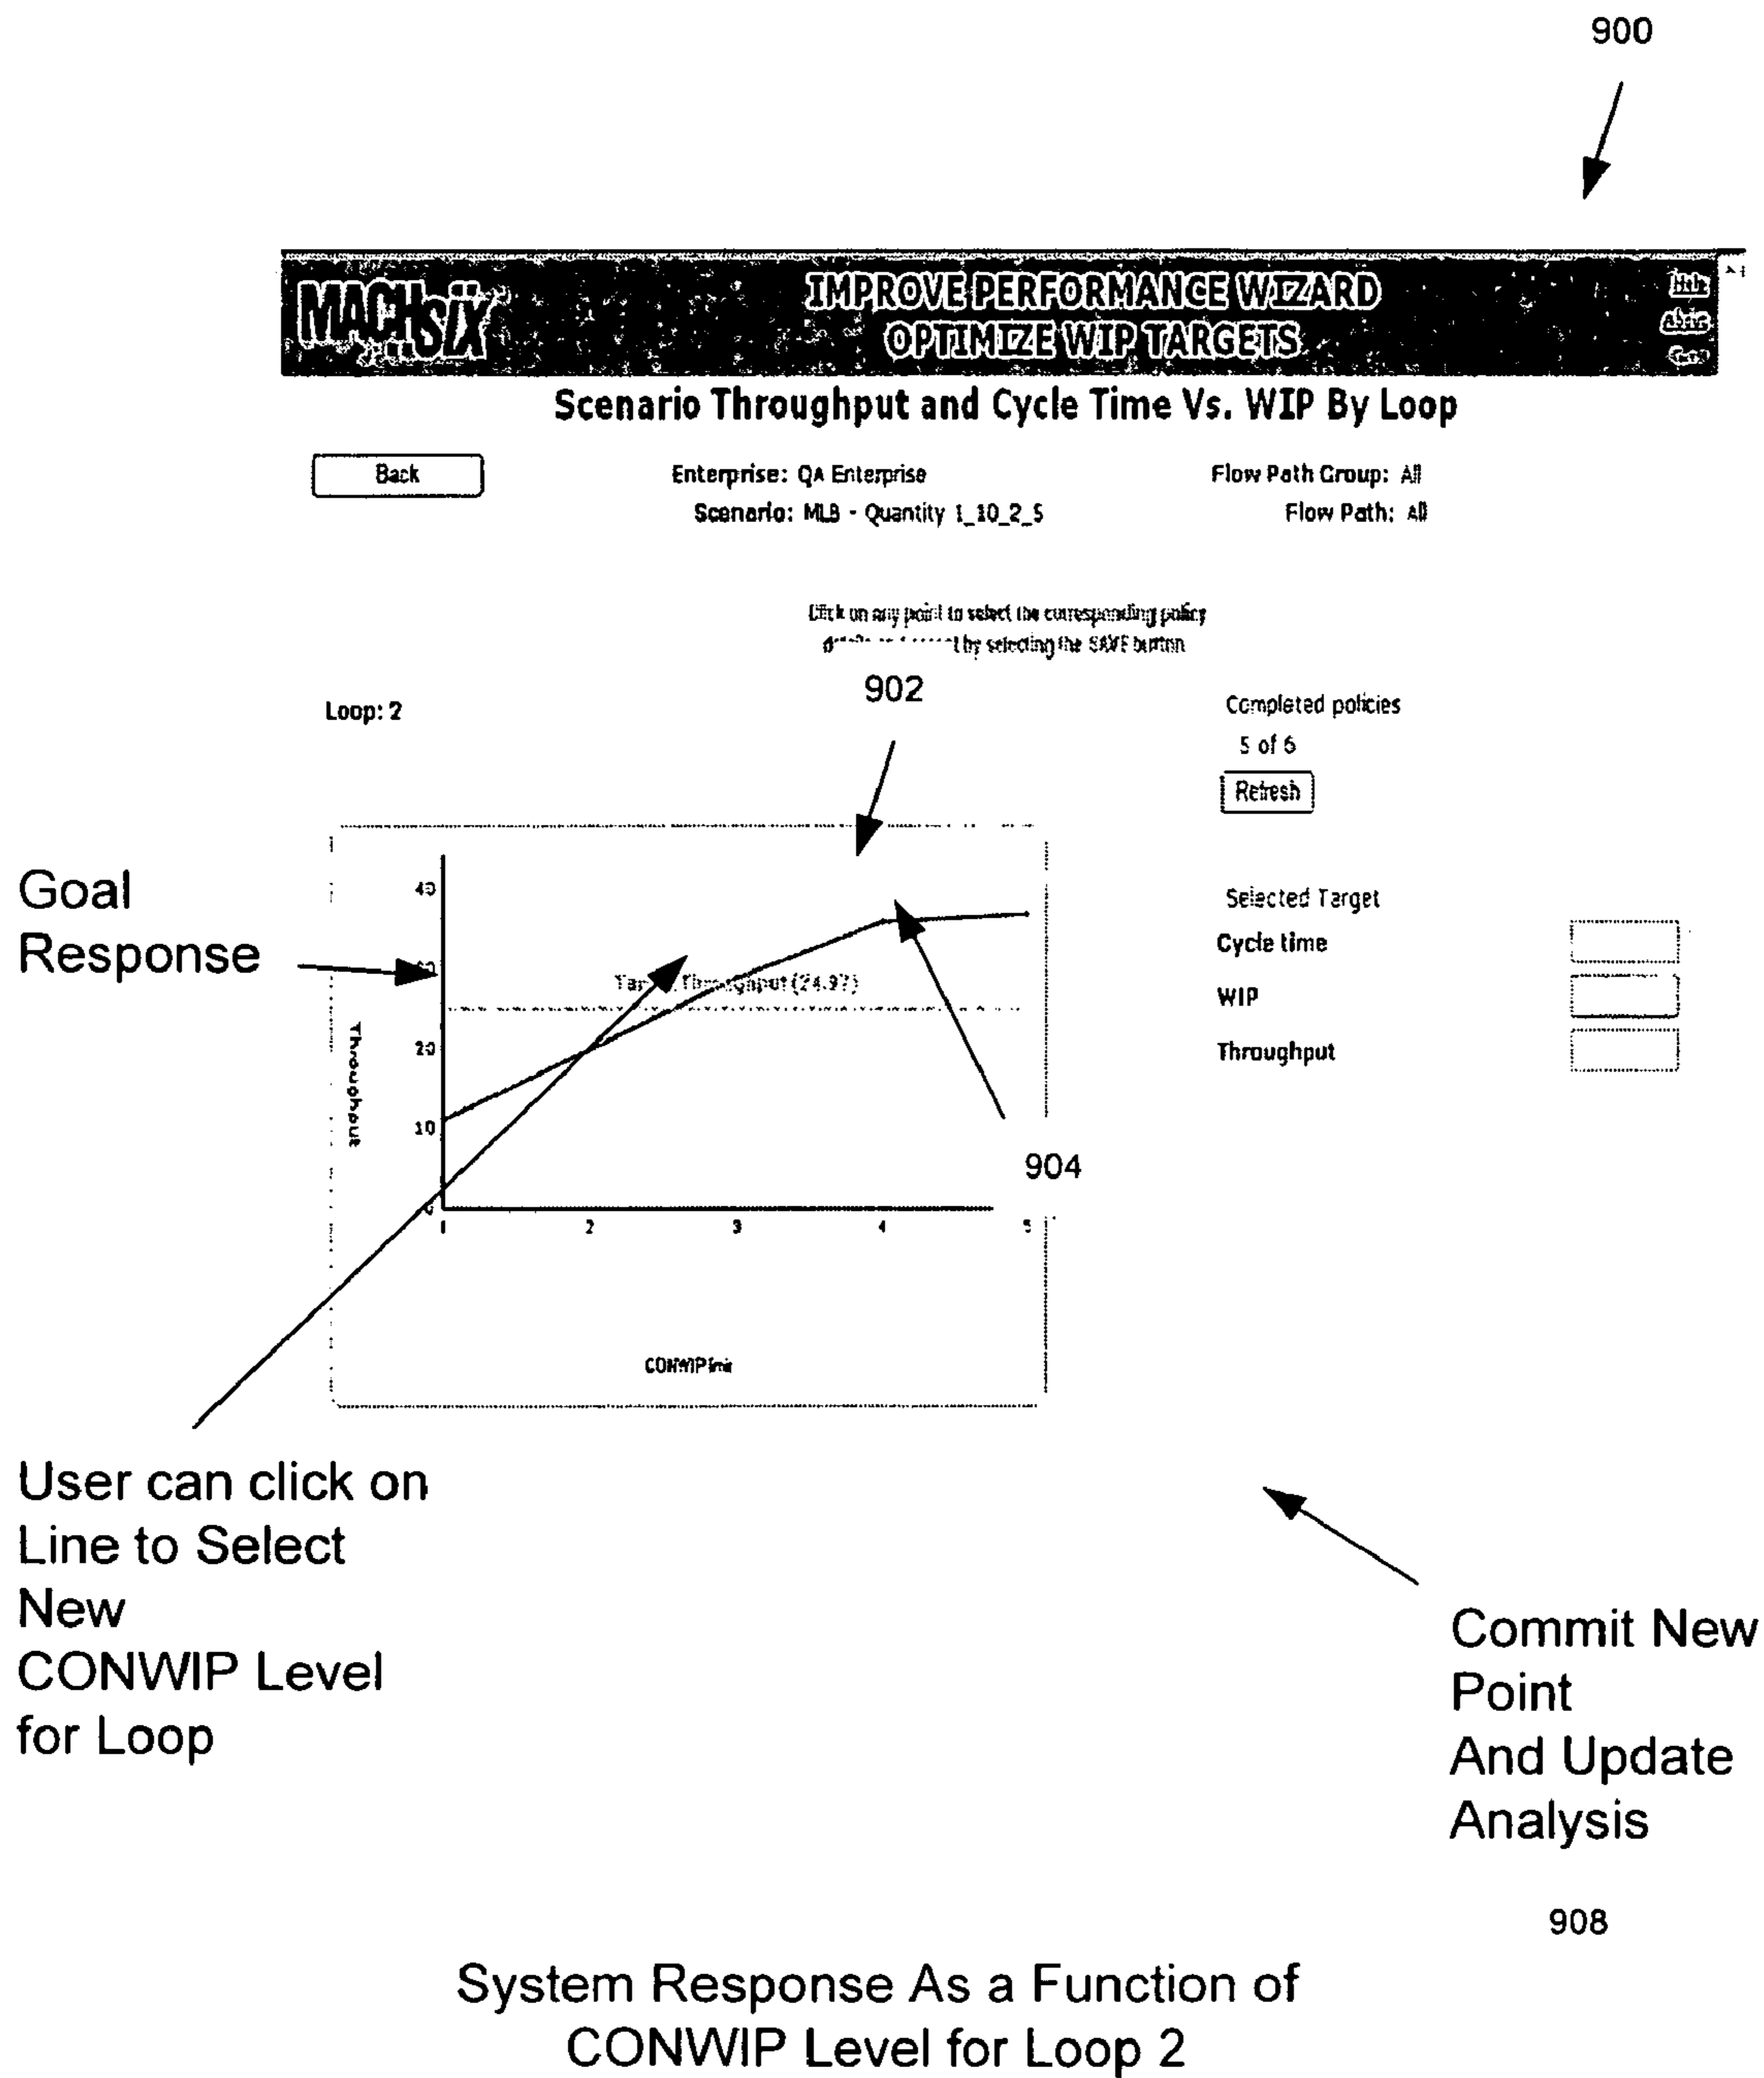 900
MACHSIX
IMPROVE PERFORMANCE WIZARD
OPTIMIZE WIP TARGETS
Help
About
Scenario Throughput and Cycle Time Vs. WIP By Loop
Back
Enterprise: QA Enterprise
Flow Path Group: All
Scenario: MLB - Quantity 1_10_2_5
Flow Path: All
Click on any point to select the corresponding policy
by selecting the SAVE button
902
Loop: 2
Completed policies
5 of 6
Refresh
Goal
Response
40
Selected Target
Cycle time
WIP
Throughput
Throughput (24.97)
Throughput
20
10
904
0
1
2
3
4
5
CONWIP
User can click on
Line to Select
New
CONWIP Level
for Loop
Commit New
Point
And Update
Analysis
908
System Response As a Function of
CONWIP Level for Loop 2